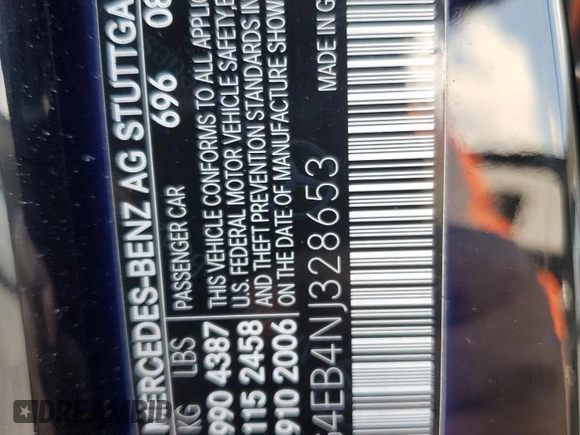 MERCEDES-BENZ AG STUTTGA
696 08
KG LBS PASSENGER CAR
990 4387 THIS VEHICLE CONFORMS TO ALL APPLIC
115 2458 U.S. FEDERAL MOTOR VEHICLE SAFETY,
910 2006 AND THEFT PREVENTION STANDARDS IN
ON THE DATE OF MANUFACTURE SHOW
4EB4NJ328653 MADE IN G
DIRT.CHEAP.